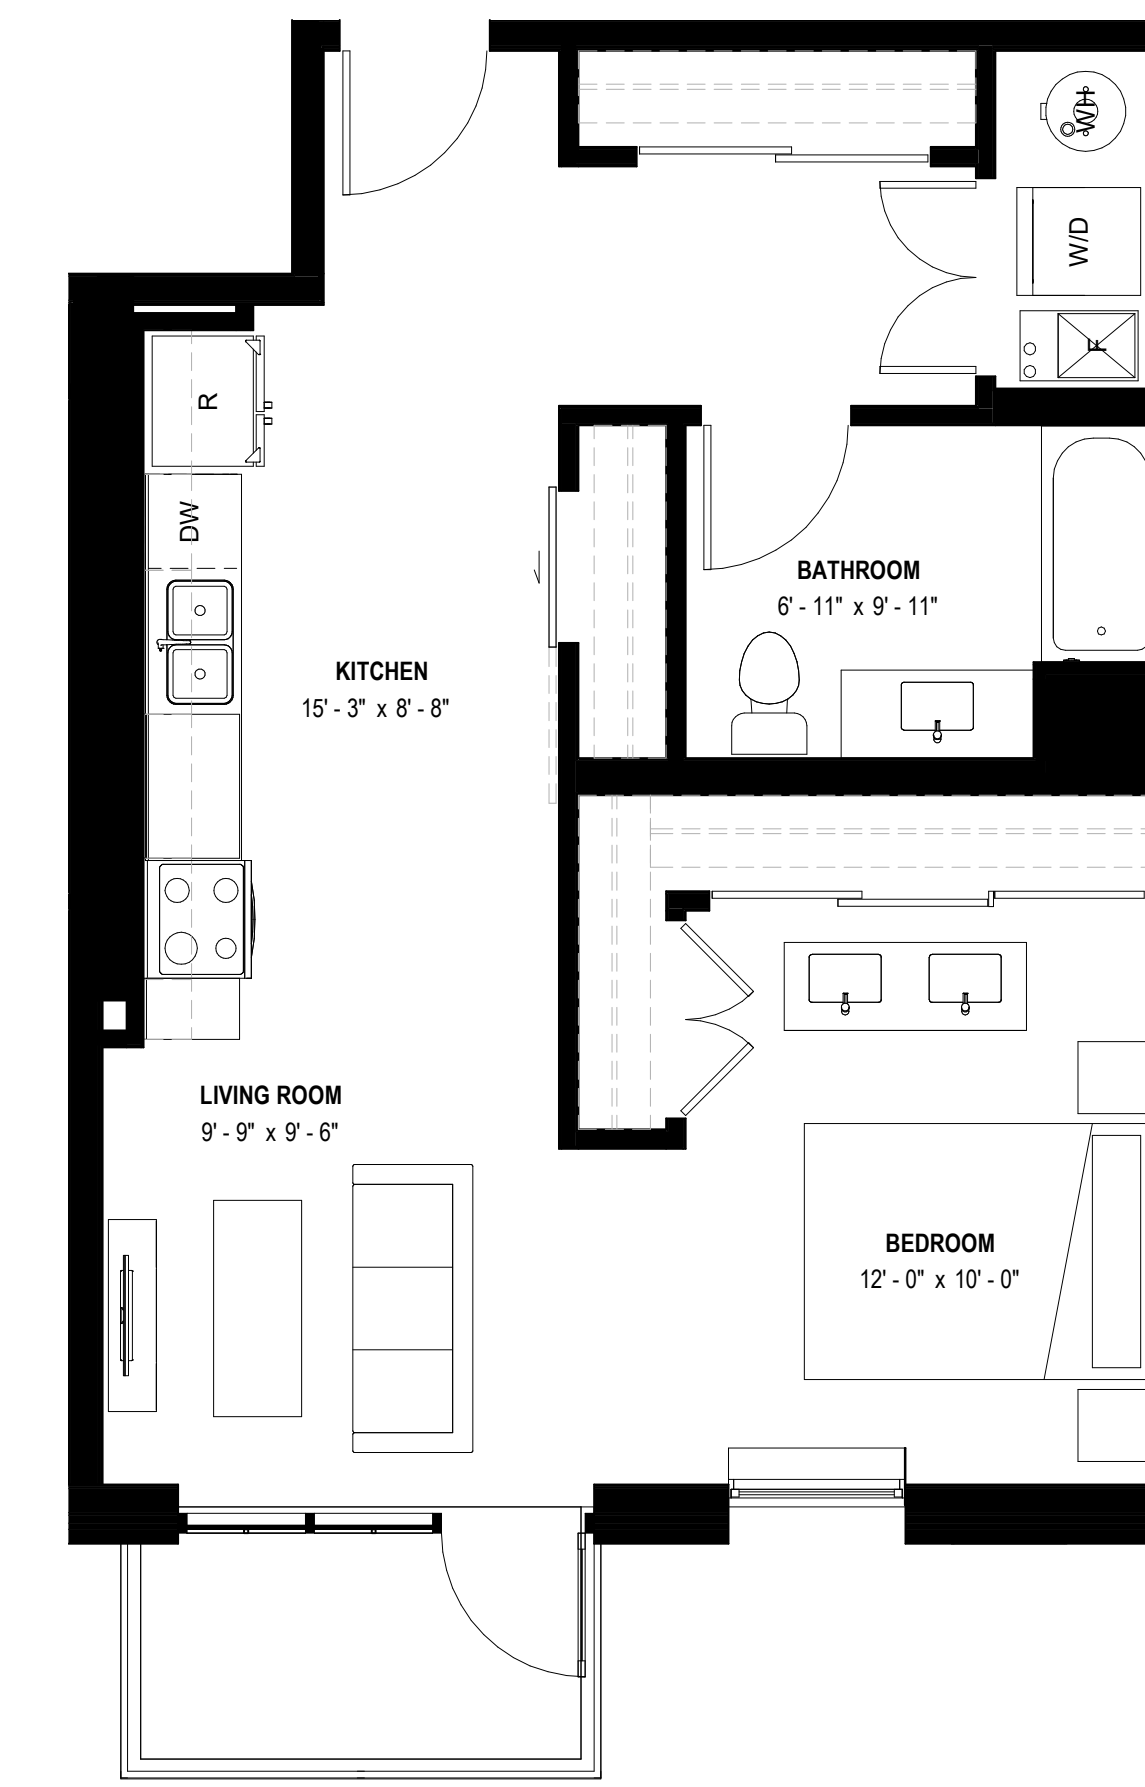 WH
W/D
F
R
DW
BATHROOM
6' - 11" x 9' - 11"
KITCHEN
15' - 3" x 8' - 8"
LIVING ROOM
9' - 9" x 9' - 6"
BEDROOM
12' - 0" x 10' - 0"